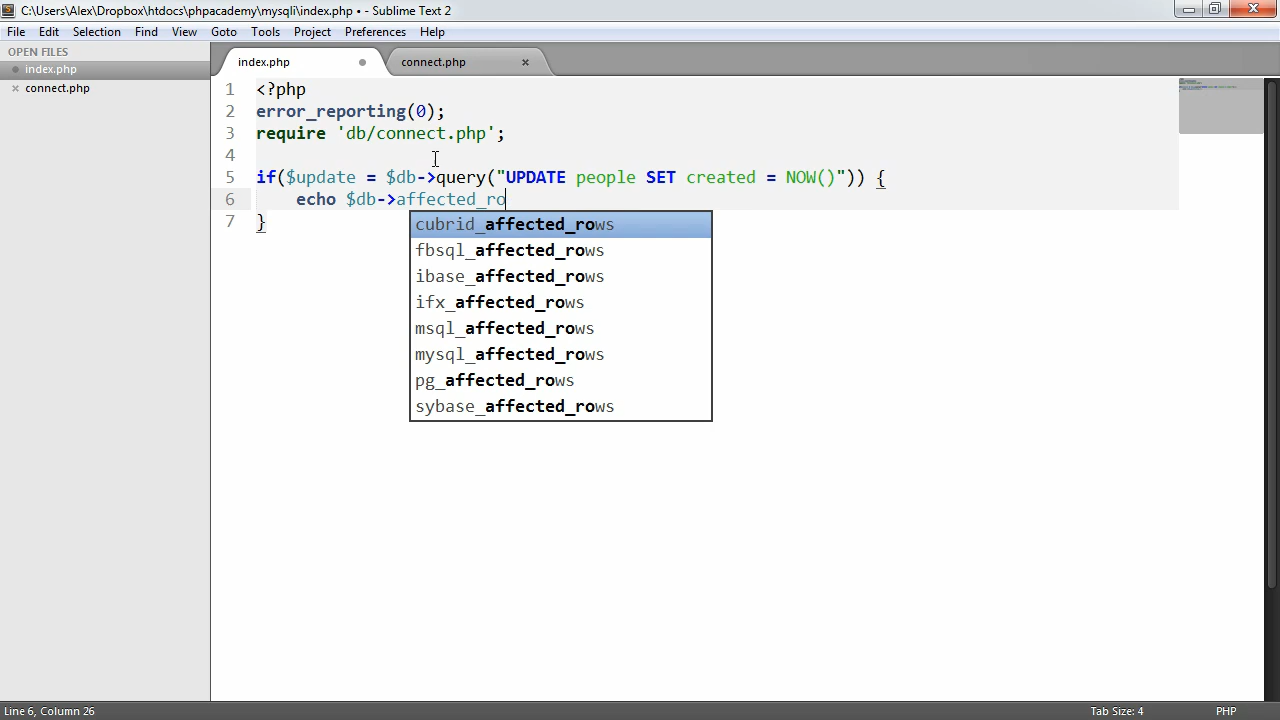 C:\Users\Alex\Dropbox\htdocs\phpacademy\mysqli\index.php • - Sublime Text 2
File Edit Selection Find View Goto Tools Project Preferences Help
OPEN FILES
index.php
connect.php
index.php connect.php
1 <?php
2 error_reporting(0);
3 require 'db/connect.php';
4
5 if($update = $db->query("UPDATE people SET created = NOW()")) {
6 echo $db->affected_ro
7 }
cubrid_affected_rows
fbsql_affected_rows
ibase_affected_rows
ifx_affected_rows
msql_affected_rows
mysql_affected_rows
pg_affected_rows
sybase_affected_rows
Line 6, Column 26 Tab Size: 4 PHP